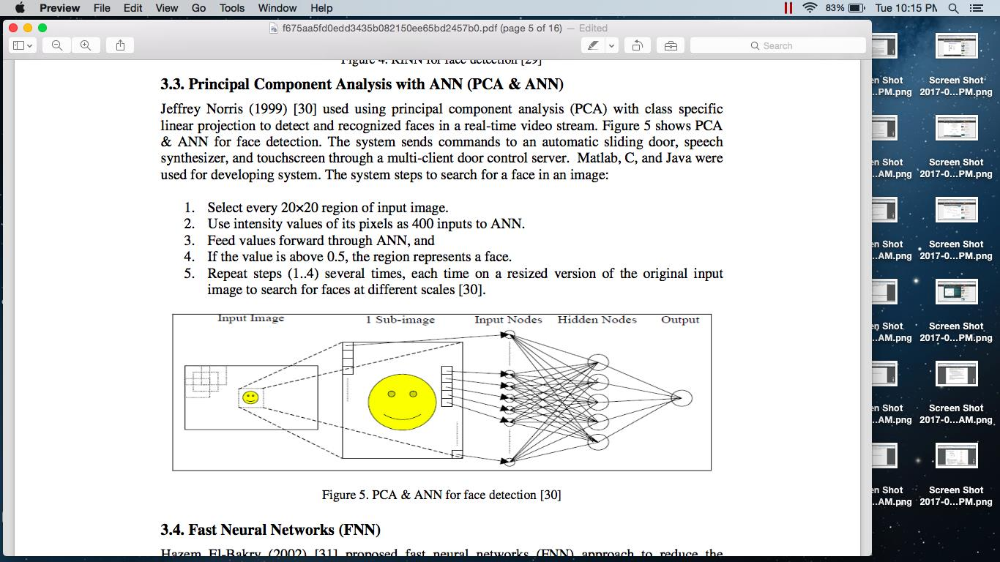 Preview File Edit View Go Tools Window Help 83% Tue 10:15 PM
f675aa5fd0edd3435b082150ee65bd2457b0.pdf (page 5 of 16) — Edited
Search
Figure 4. RINN for face detection [29]
3.3. Principal Component Analysis with ANN (PCA & ANN)
Jeffrey Norris (1999) [30] used using principal component analysis (PCA) with class specific
linear projection to detect and recognized faces in a real-time video stream. Figure 5 shows PCA
& ANN for face detection. The system sends commands to an automatic sliding door, speech
synthesizer, and touchscreen through a multi-client door control server. Matlab, C, and Java were
used for developing system. The system steps to search for a face in an image:
1. Select every 20×20 region of input image.
2. Use intensity values of its pixels as 400 inputs to ANN.
3. Feed values forward through ANN, and
4. If the value is above 0.5, the region represents a face.
5. Repeat steps (1..4) several times, each time on a resized version of the original input
image to search for faces at different scales [30].
Input Image 1 Sub-image Input Nodes Hidden Nodes Output
Figure 5. PCA & ANN for face detection [30]
3.4. Fast Neural Networks (FNN)
Hazem El-Bakry (2002) [31] proposed fast neural networks (FNN) approach to reduce the
en Shot Screen Shot
..PM.png 2017-0...PM.png
en Shot Screen Shot
..AM.png 2017-0...PM.png
en Shot Screen Shot
..AM.png 2017-0...PM.png
en Shot Screen Shot
..AM.png 2017-0...PM.png
en Shot Screen Shot
..AM.png 2017-0...AM.png
en Shot Screen Shot
..AM.png 2017-0...PM.png